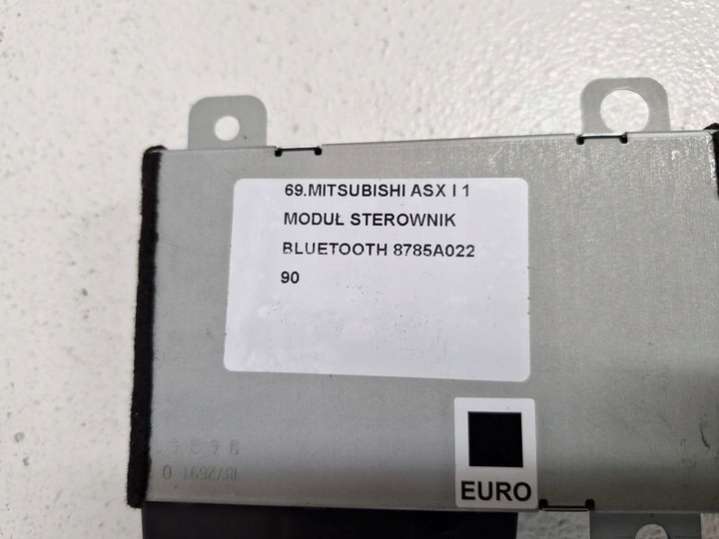 69.MITSUBISHI ASX I 1
MODUŁ STEROWNIK
BLUETOOTH 8785A022
90
EURO